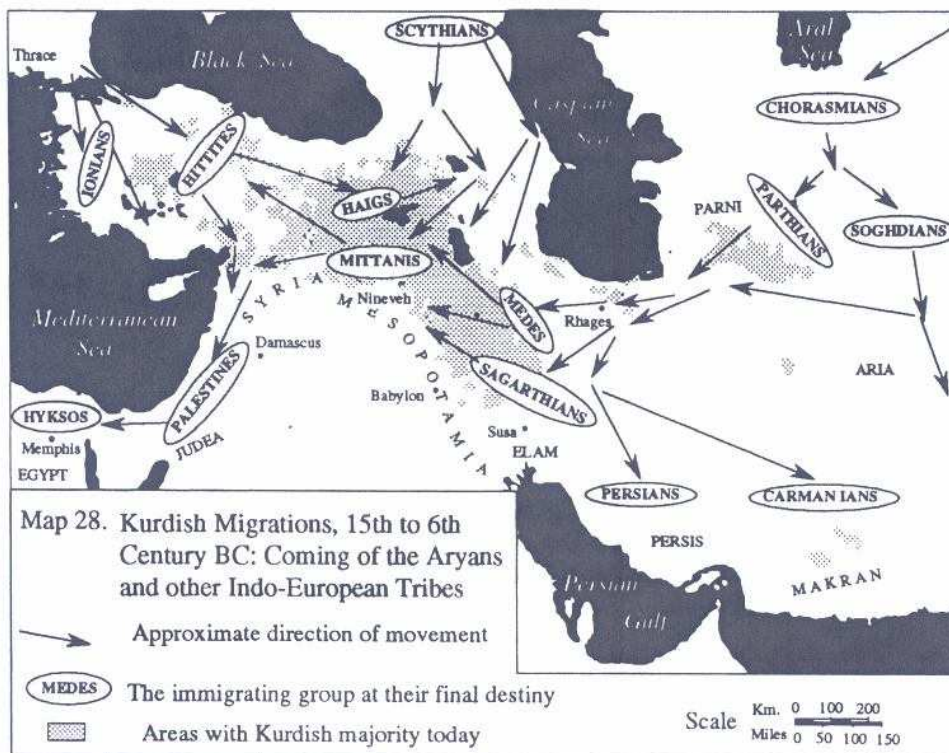 SCYTHIANS
Thrace
Black Sea
Aral
Sea
Caspian
Sea
CHORASMIANS
IONIANS
HITTITES
HAIGS
PARNI
PARTHIANS
SOGHDIANS
MITTANIS
SYRIA
Nineveh
MESOPOTAMIA
MEDES
Rhages
Mediterranean
Sea
Damascus
ARIA
PALESTINES
Babylon
SAGARTHIANS
HYKSOS
Memphis
JUDEA
EGYPT
Susa
ELAM
PERSIANS
CARMANIANS
PERSIS
MAKRAN
Persian
Gulf
Map 28. Kurdish Migrations, 15th to 6th
Century BC: Coming of the Aryans
and other Indo-European Tribes
Approximate direction of movement
MEDES The immigrating group at their final destiny
Areas with Kurdish majority today
Scale
Km. 0 100 200
Miles 0 50 100 150